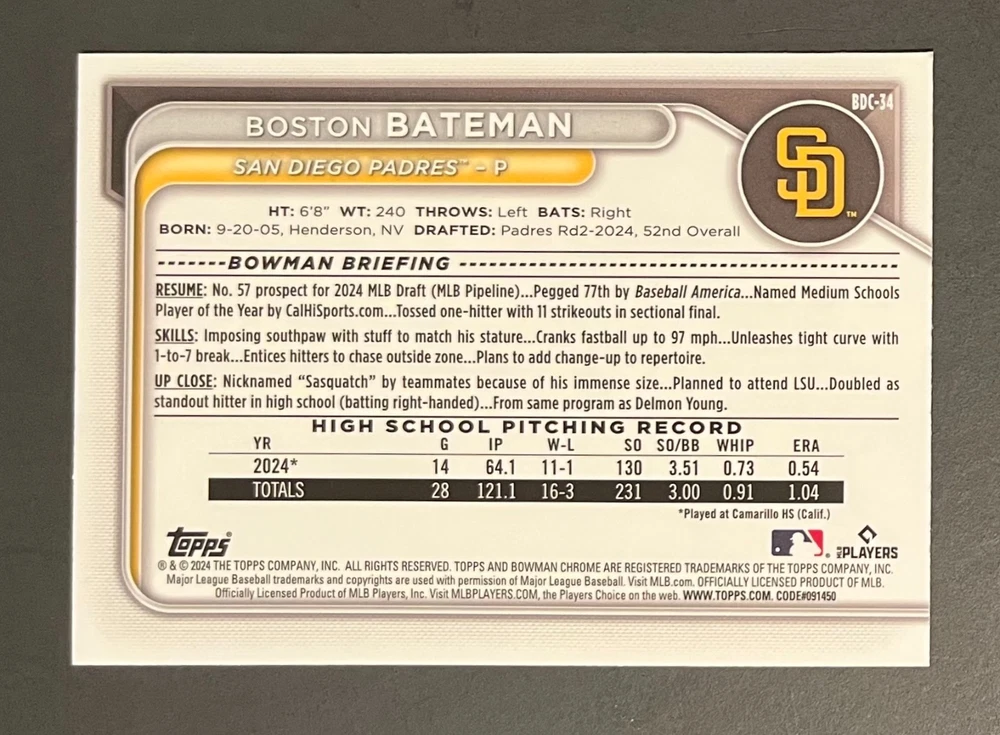 BDC-34
BOSTON BATEMAN
SAN DIEGO PADRES™ – P
SD™
HT: 6'8" WT: 240 THROWS: Left BATS: Right
BORN: 9-20-05, Henderson, NV DRAFTED: Padres Rd2-2024, 52nd Overall
BOWMAN BRIEFING
RESUME: No. 57 prospect for 2024 MLB Draft (MLB Pipeline)...Pegged 77th by Baseball America...Named Medium Schools
Player of the Year by CalHiSports.com...Tossed one-hitter with 11 strikeouts in sectional final.
SKILLS: Imposing southpaw with stuff to match his stature...Cranks fastball up to 97 mph...Unleashes tight curve with
1-to-7 break...Entices hitters to chase outside zone...Plans to add change-up to repertoire.
UP CLOSE: Nicknamed "Sasquatch" by teammates because of his immense size...Planned to attend LSU...Doubled as
standout hitter in high school (batting right-handed)...From same program as Delmon Young.
HIGH SCHOOL PITCHING RECORD
YR G IP W-L SO SO/BB WHIP ERA
2024* 14 64.1 11-1 130 3.51 0.73 0.54
TOTALS 28 121.1 16-3 231 3.00 0.91 1.04
*Played at Camarillo HS (Calif.)
Topps® MLB PLAYERS
® & © 2024 THE TOPPS COMPANY, INC. ALL RIGHTS RESERVED. TOPPS AND BOWMAN CHROME ARE REGISTERED TRADEMARKS OF THE TOPPS COMPANY, INC.
Major League Baseball trademarks and copyrights are used with permission of Major League Baseball. Visit MLB.com. OFFICIALLY LICENSED PRODUCT OF MLB.
Officially Licensed Product of MLB Players, Inc. Visit MLBPLAYERS.COM, the Players Choice on the web. WWW.TOPPS.COM. CODE#091450